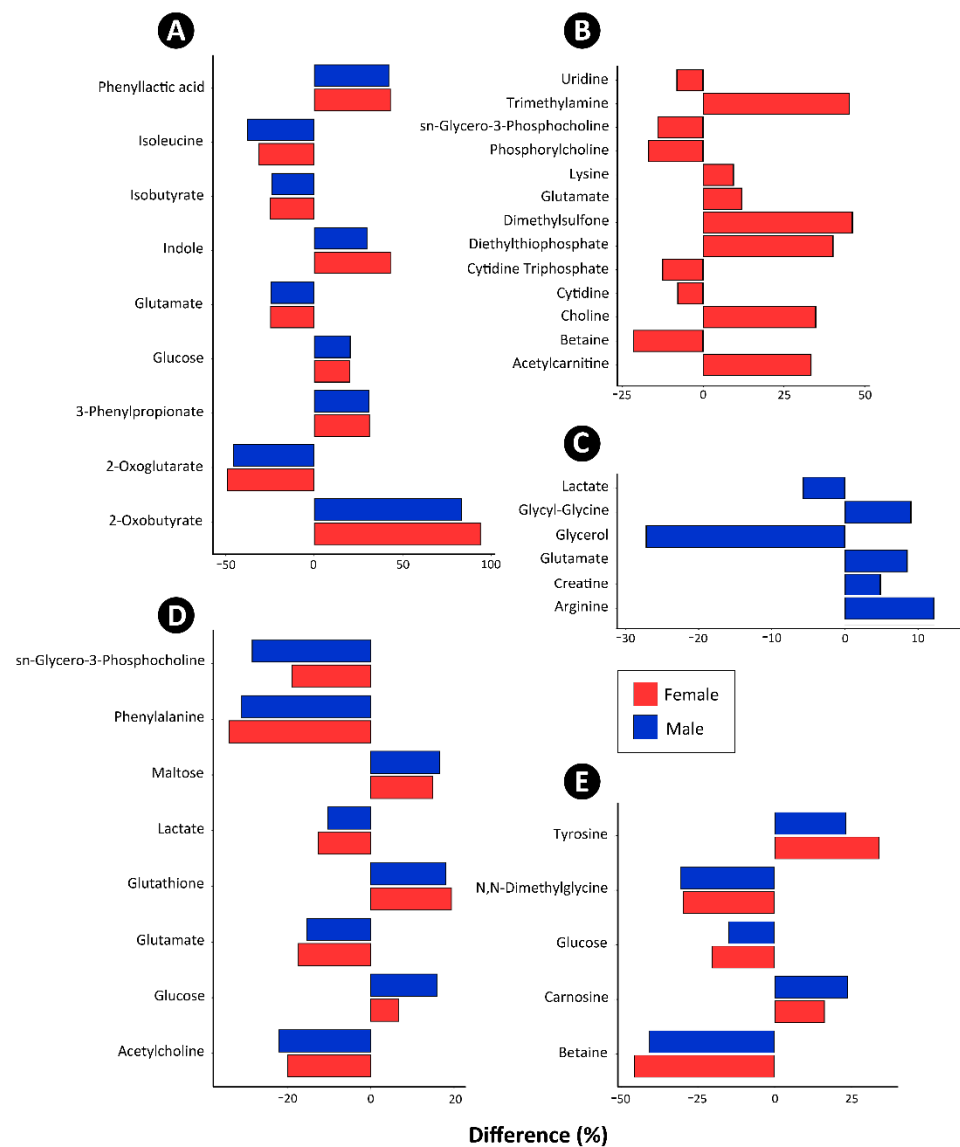 A
Phenyllactic acid
Isoleucine
Isobutyrate
Indole
Glutamate
Glucose
3-Phenylpropionate
2-Oxoglutarate
2-Oxobutyrate
−50 0 50 100
B
Uridine
Trimethylamine
sn-Glycero-3-Phosphocholine
Phosphorylcholine
Lysine
Glutamate
Dimethylsulfone
Diethylthiophosphate
Cytidine Triphosphate
Cytidine
Choline
Betaine
Acetylcarnitine
−25 0 25 50
C
Lactate
Glycyl-Glycine
Glycerol
Glutamate
Creatine
Arginine
−30 −20 −10 0 10
D
sn-Glycero-3-Phosphocholine
Phenylalanine
Maltose
Lactate
Glutathione
Glutamate
Glucose
Acetylcholine
−20 0 20
Female
Male
E
Tyrosine
N,N-Dimethylglycine
Glucose
Carnosine
Betaine
−50 −25 0 25
Difference (%)